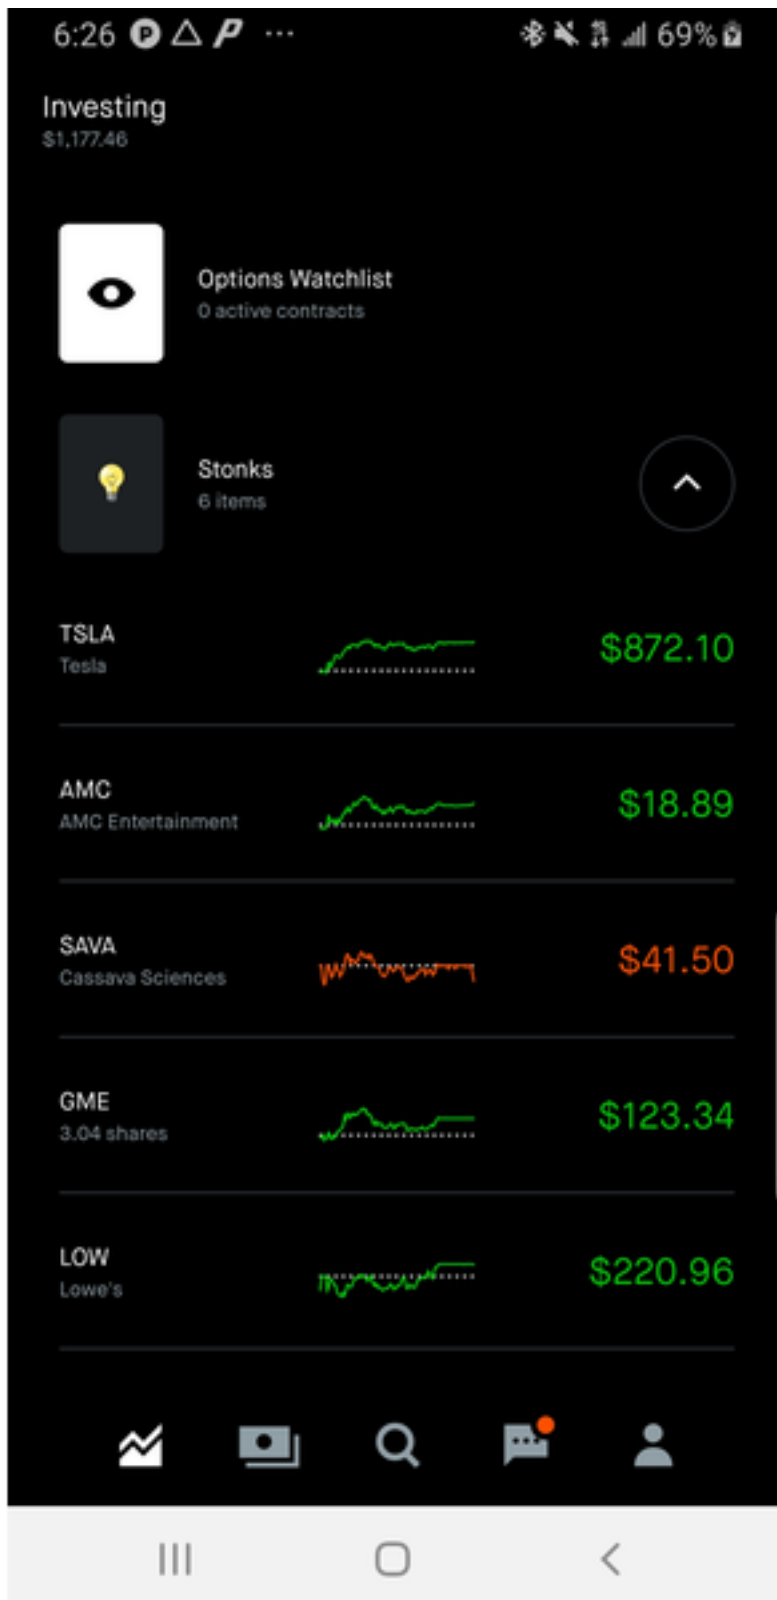 6:26 P P ...
69%
Investing
$1,177.46
Options Watchlist
0 active contracts
Stonks
6 items
TSLA
Tesla
$872.10
AMC
AMC Entertainment
$18.89
SAVA
Cassava Sciences
$41.50
GME
3.04 shares
$123.34
LOW
Lowe's
$220.96